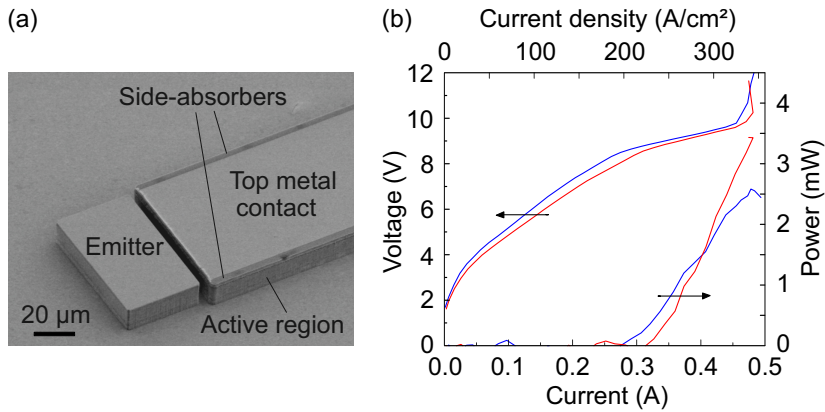 (a)
Side-absorbers
Top metal
contact
Emitter
20 μm
Active region
(b)
Current density (A/cm²)
0 100 200 300
12
10
8
6
4
2
0
Voltage (V)
4
3
2
1
0
Power (mW)
0.0 0.1 0.2 0.3 0.4 0.5
Current (A)